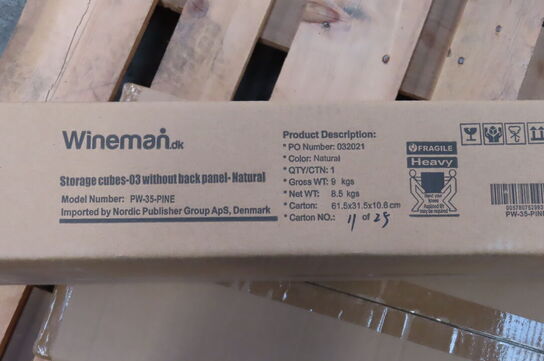 Wineman.dk
Storage cubes-03 without back panel- Natural
Model Number: PW-35-PINE
Imported by Nordic Publisher Group ApS, Denmark
Product Description:
* PO Number: 032021
* Color: Natural
* QTY/CTN: 1
* Gross WT: 9 kgs
* Net WT: 8.5 kgs
* Carton: 61.5x31.5x10.6 cm
* Carton NO.: 11 of 29
FRAGILE
Heavy
PW-35-PINE